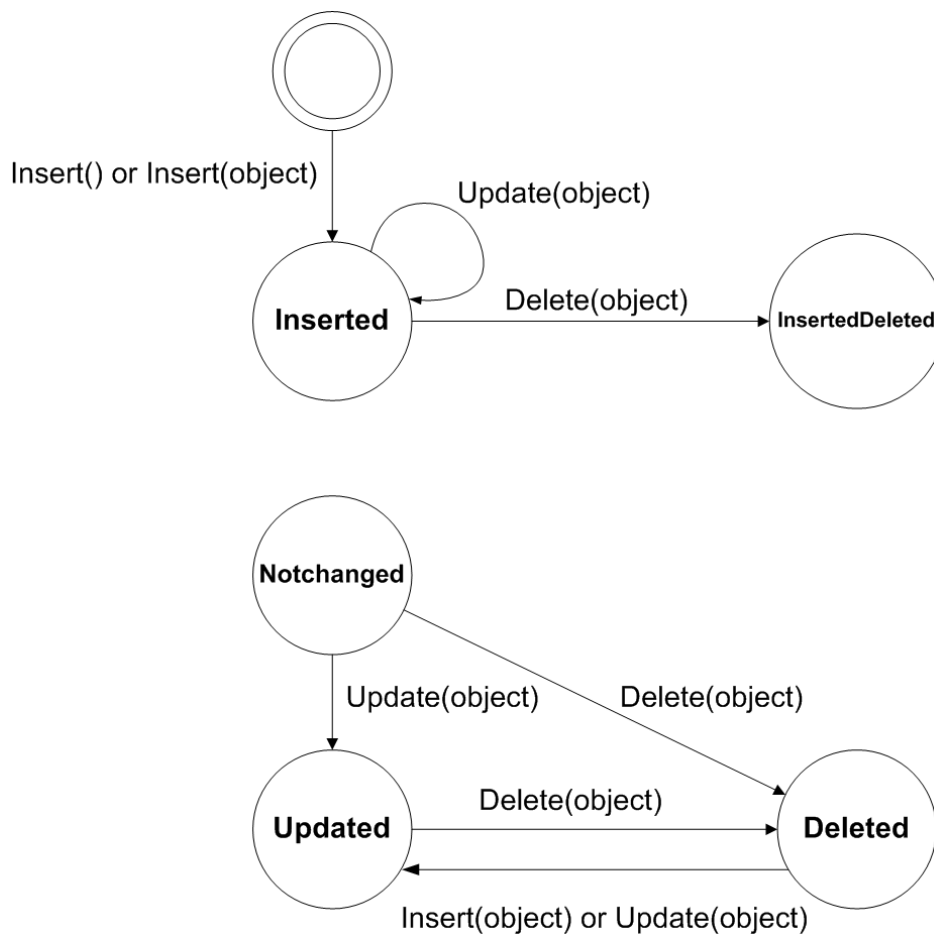 Insert() or Insert(object)
Update(object)
Delete(object)
Inserted
InsertedDeleted
Notchanged
Update(object)
Delete(object)
Delete(object)
Updated
Deleted
Insert(object) or Update(object)